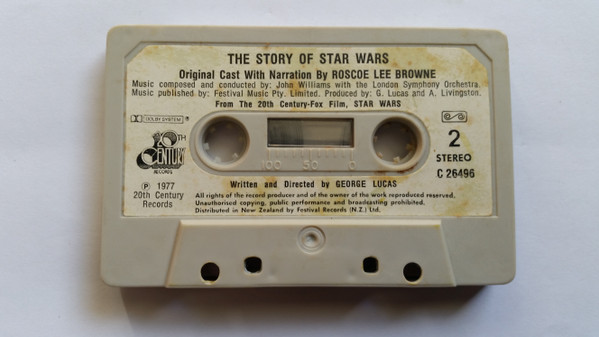 THE STORY OF STAR WARS
Original Cast With Narration By ROSCOE LEE BROWNE
Music composed and conducted by: John Williams with the London Symphony Orchestra.
Music published by: Festival Music Pty. Limited. Produced by: G. Lucas and A. Livingston.
From The 20th Century-Fox Film, STAR WARS
DOLBY SYSTEM ®
20TH CENTURY RECORDS
100 50 0
2
STEREO
C 26496
Ⓟ 1977
20th Century
Records
Written and Directed by GEORGE LUCAS
All rights of the record producer and of the owner of the work reproduced reserved.
Unauthorised copying, public performance and broadcasting prohibited.
Distributed in New Zealand by Festival Records (N.Z.) Ltd.